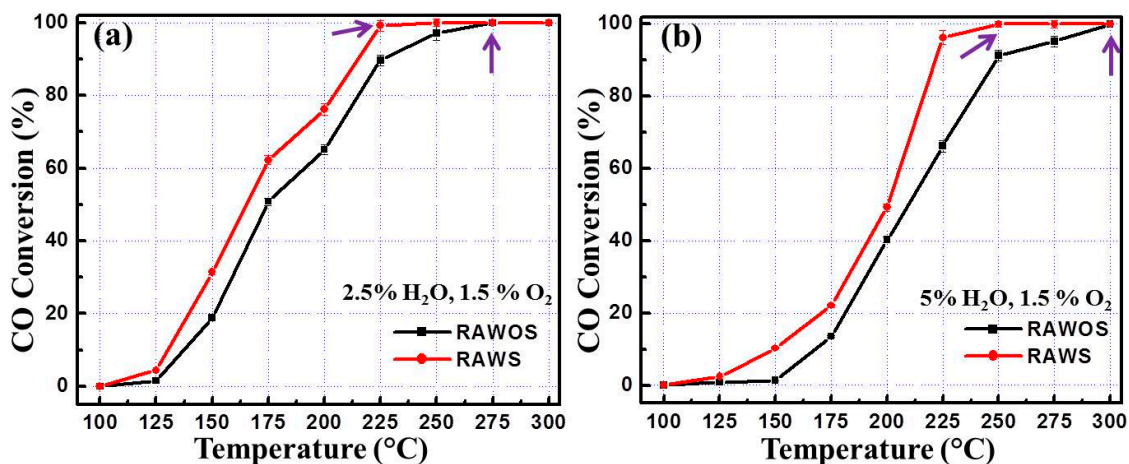 (a)
CO Conversion (%)
100
80
60
40
20
0
2.5% H₂O, 1.5 % O₂
RAWOS
RAWS
100 125 150 175 200 225 250 275 300
Temperature (°C)
(b)
CO Conversion (%)
100
80
60
40
20
0
5% H₂O, 1.5 % O₂
RAWOS
RAWS
100 125 150 175 200 225 250 275 300
Temperature (°C)